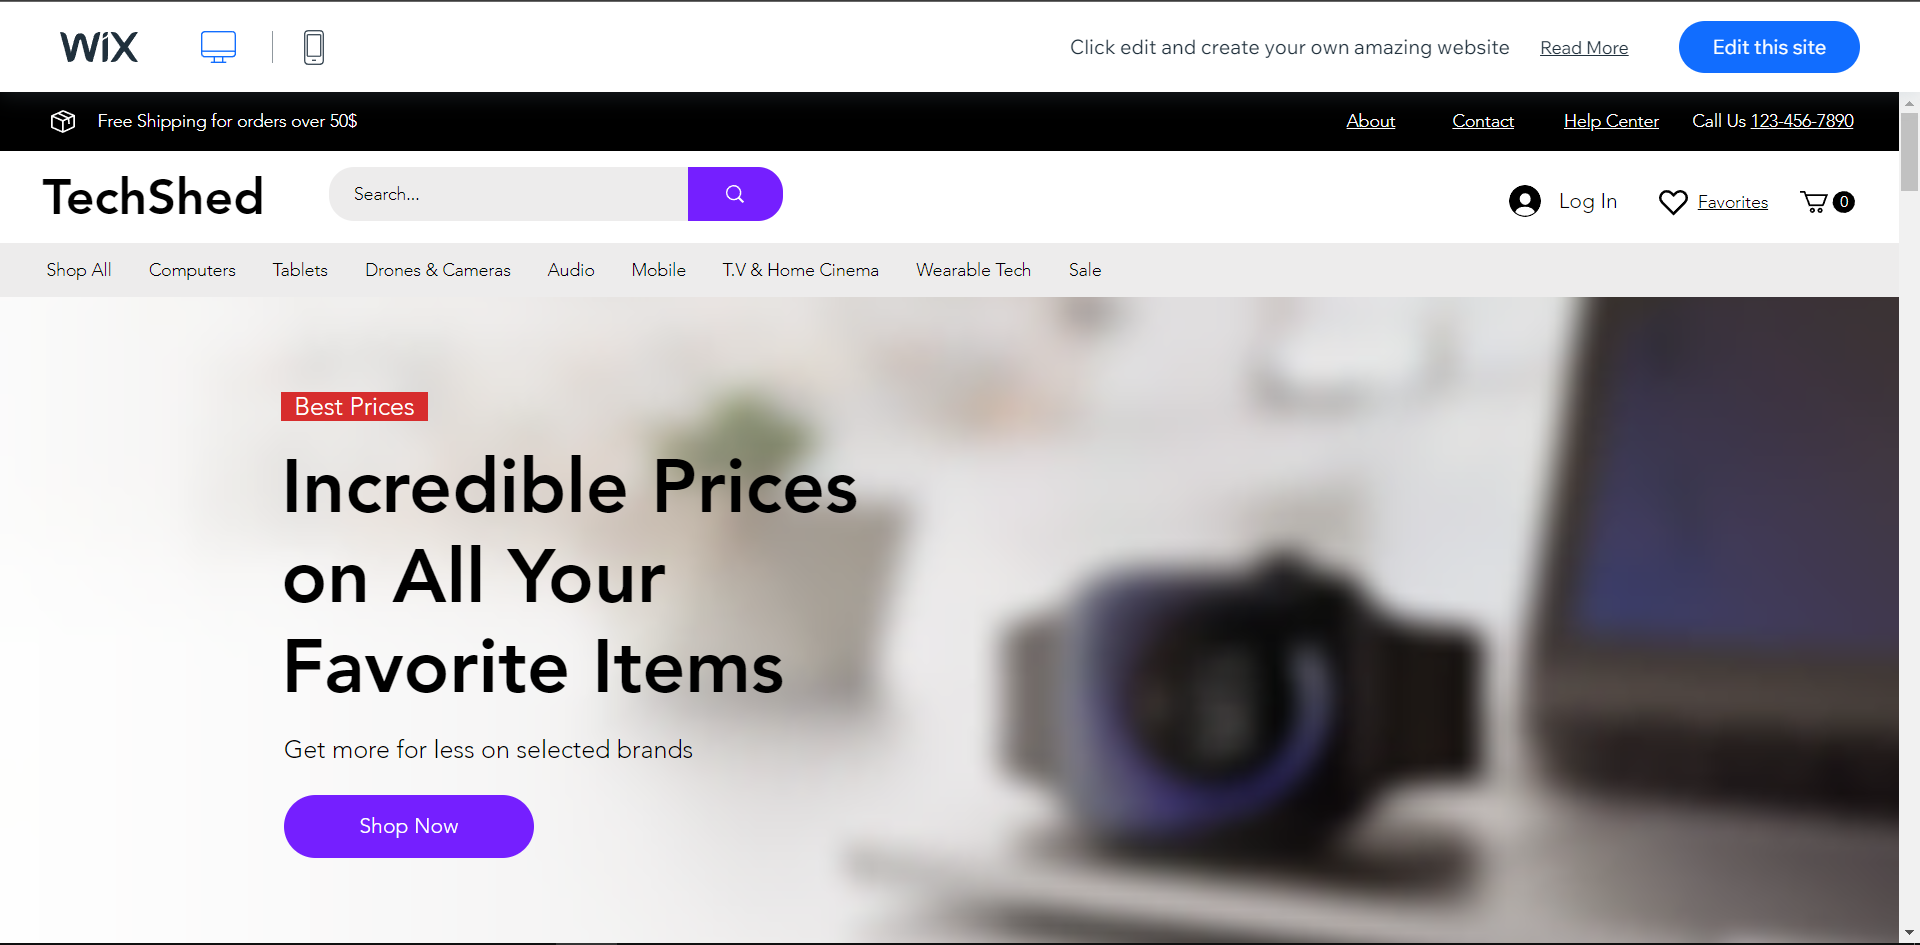 WiX
Click edit and create your own amazing website Read More Edit this site
Free Shipping for orders over 50$ About Contact Help Center Call Us 123-456-7890
TechShed Search... Log In Favorites 0
Shop All Computers Tablets Drones & Cameras Audio Mobile T.V & Home Cinema Wearable Tech Sale
Best Prices
Incredible Prices
on All Your
Favorite Items
Get more for less on selected brands
Shop Now